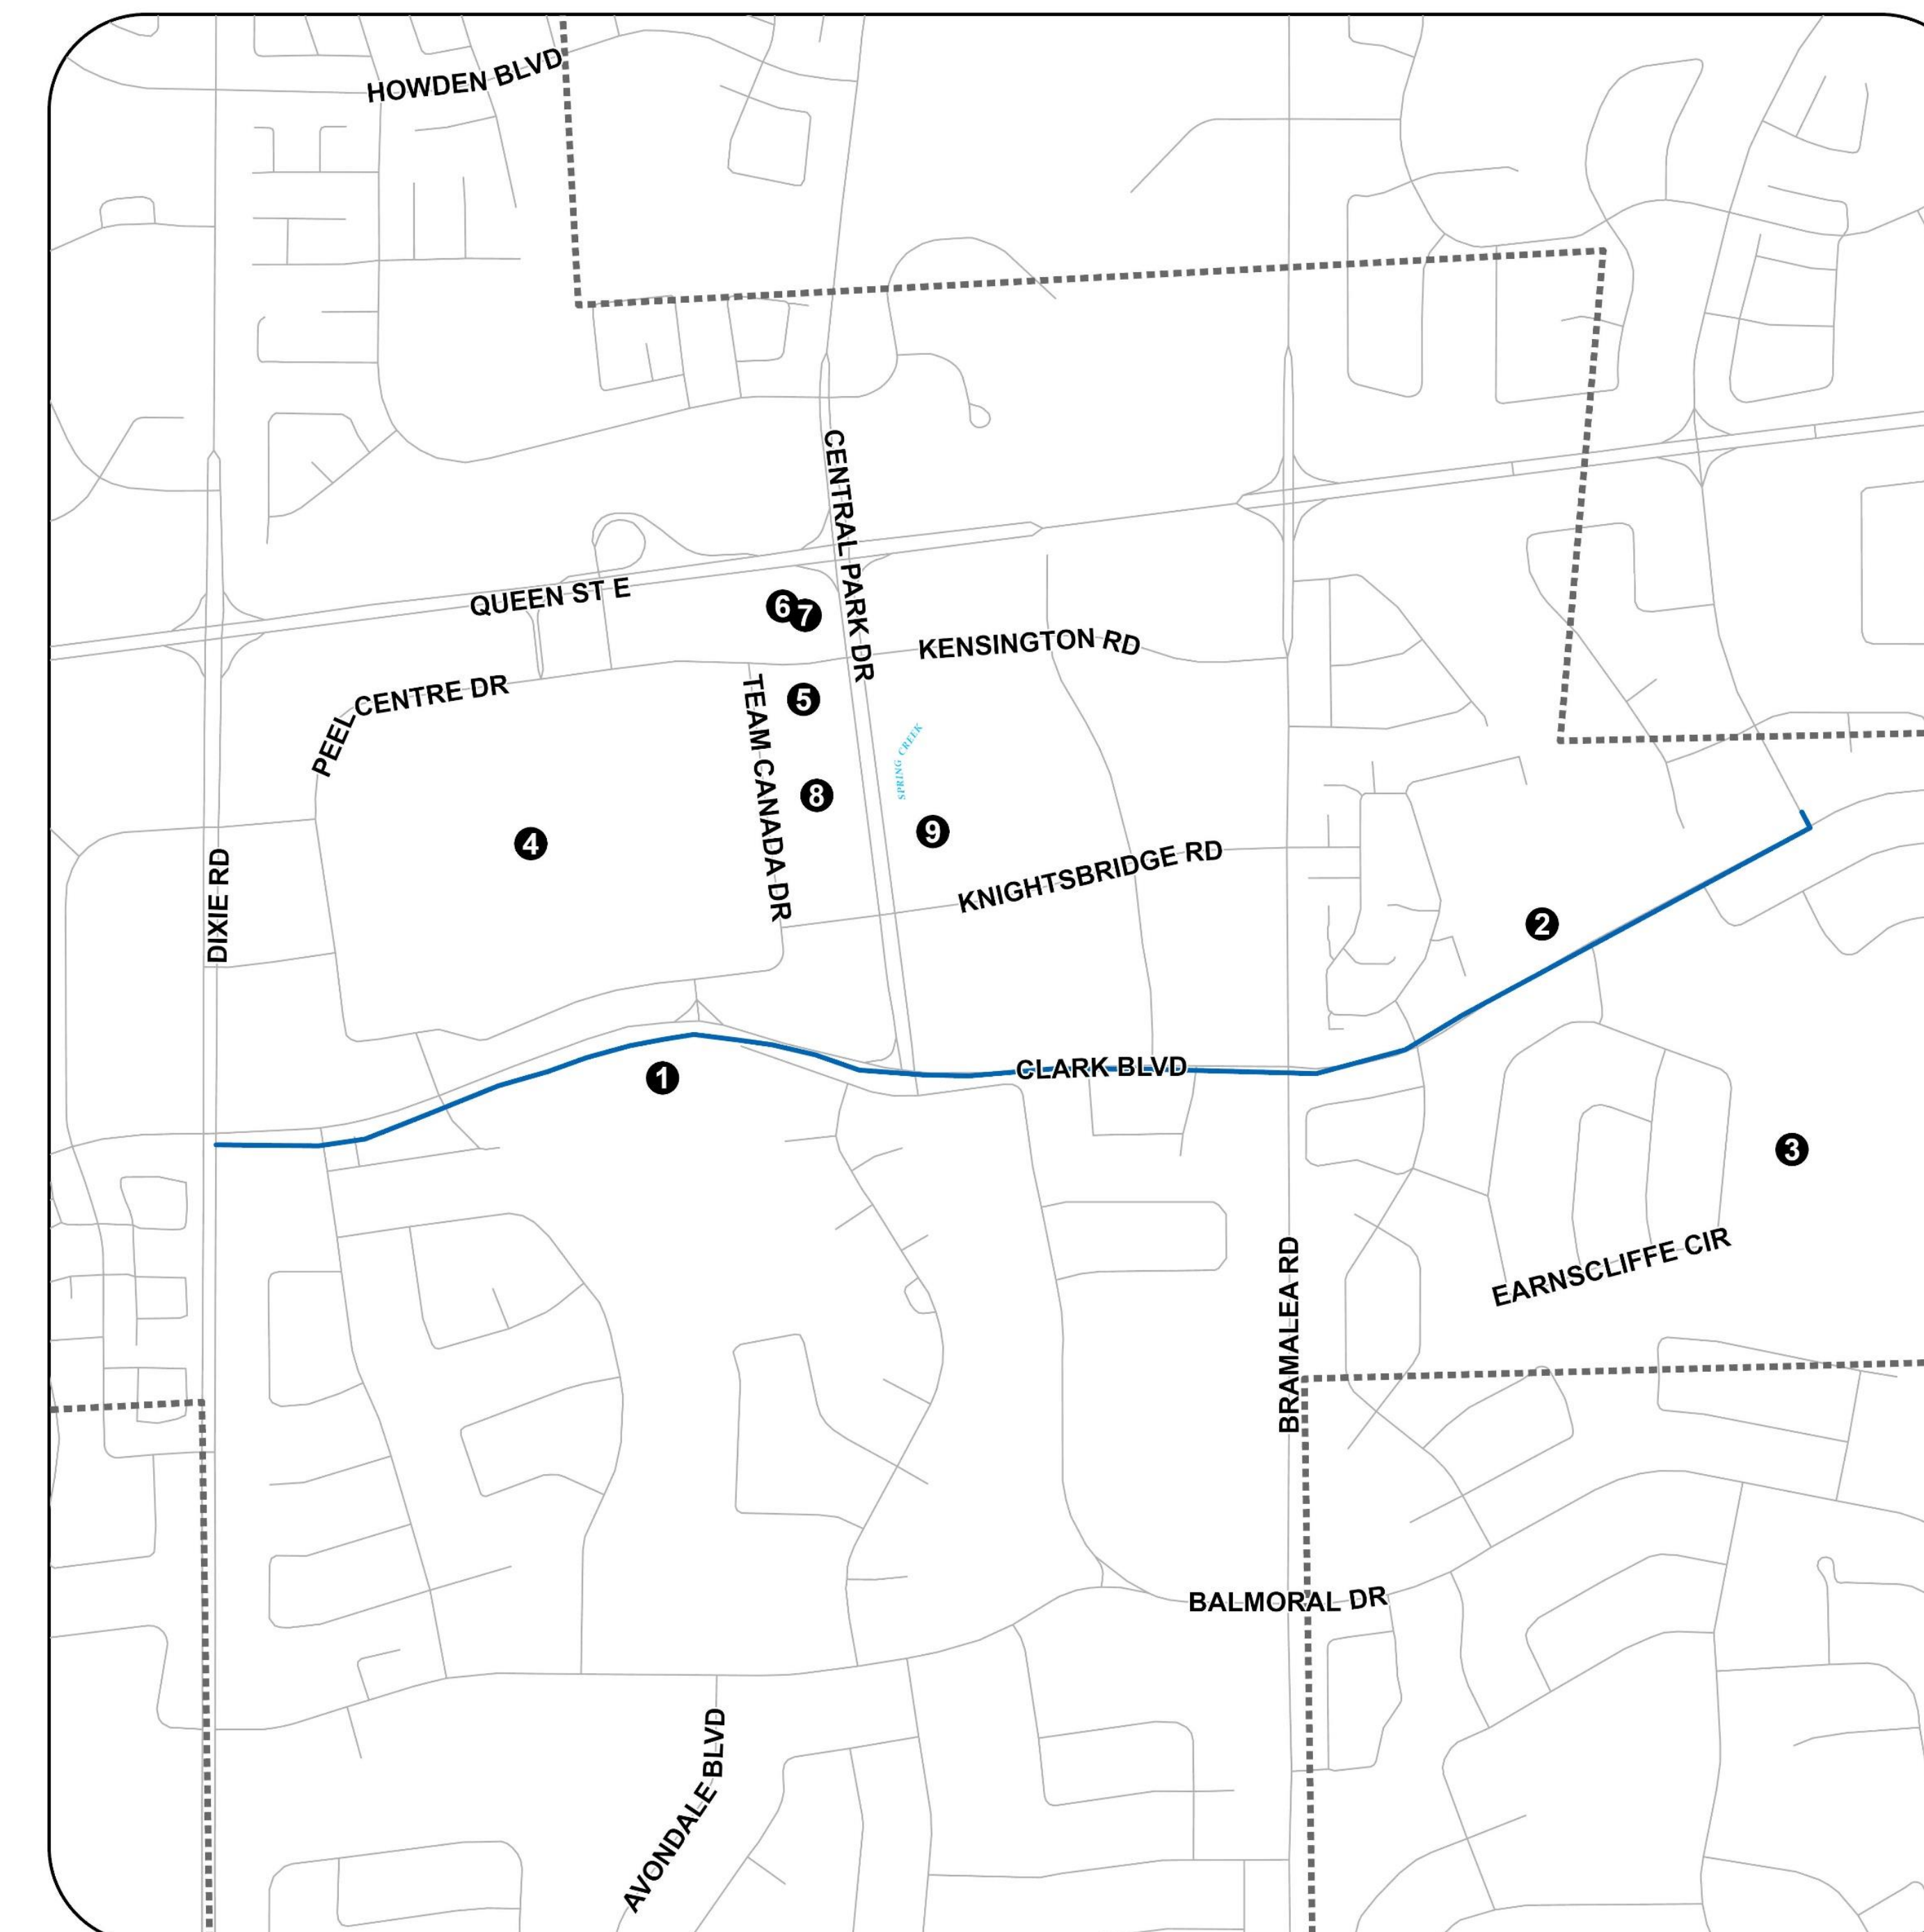 HOWDEN BLVD
CENTRAL PARK DR
QUEEN ST E
6
7
KENSINGTON RD
PEEL CENTRE DR
TEAM CANADA DR
5
SPRING CREEK
8
9
4
KNIGHTSBRIDGE RD
DIXIE RD
2
CLARK BLVD
1
3
EARNSCLIFFE CIR
BRAMALEA RD
BALMORAL DR
AVONDALE BLVD